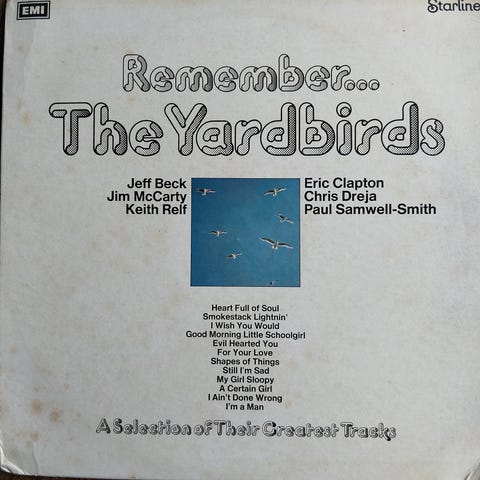 EMI
Starline
Remember...
The Yardbirds
Jeff Beck
Jim McCarty
Keith Relf
Eric Clapton
Chris Dreja
Paul Samwell-Smith
Heart Full of Soul
Smokestack Lightnin'
I Wish You Would
Good Morning Little Schoolgirl
Evil Hearted You
For Your Love
Shapes of Things
Still I'm Sad
My Girl Sloopy
A Certain Girl
I Ain't Done Wrong
I'm a Man
A Selection of Their Greatest Tracks